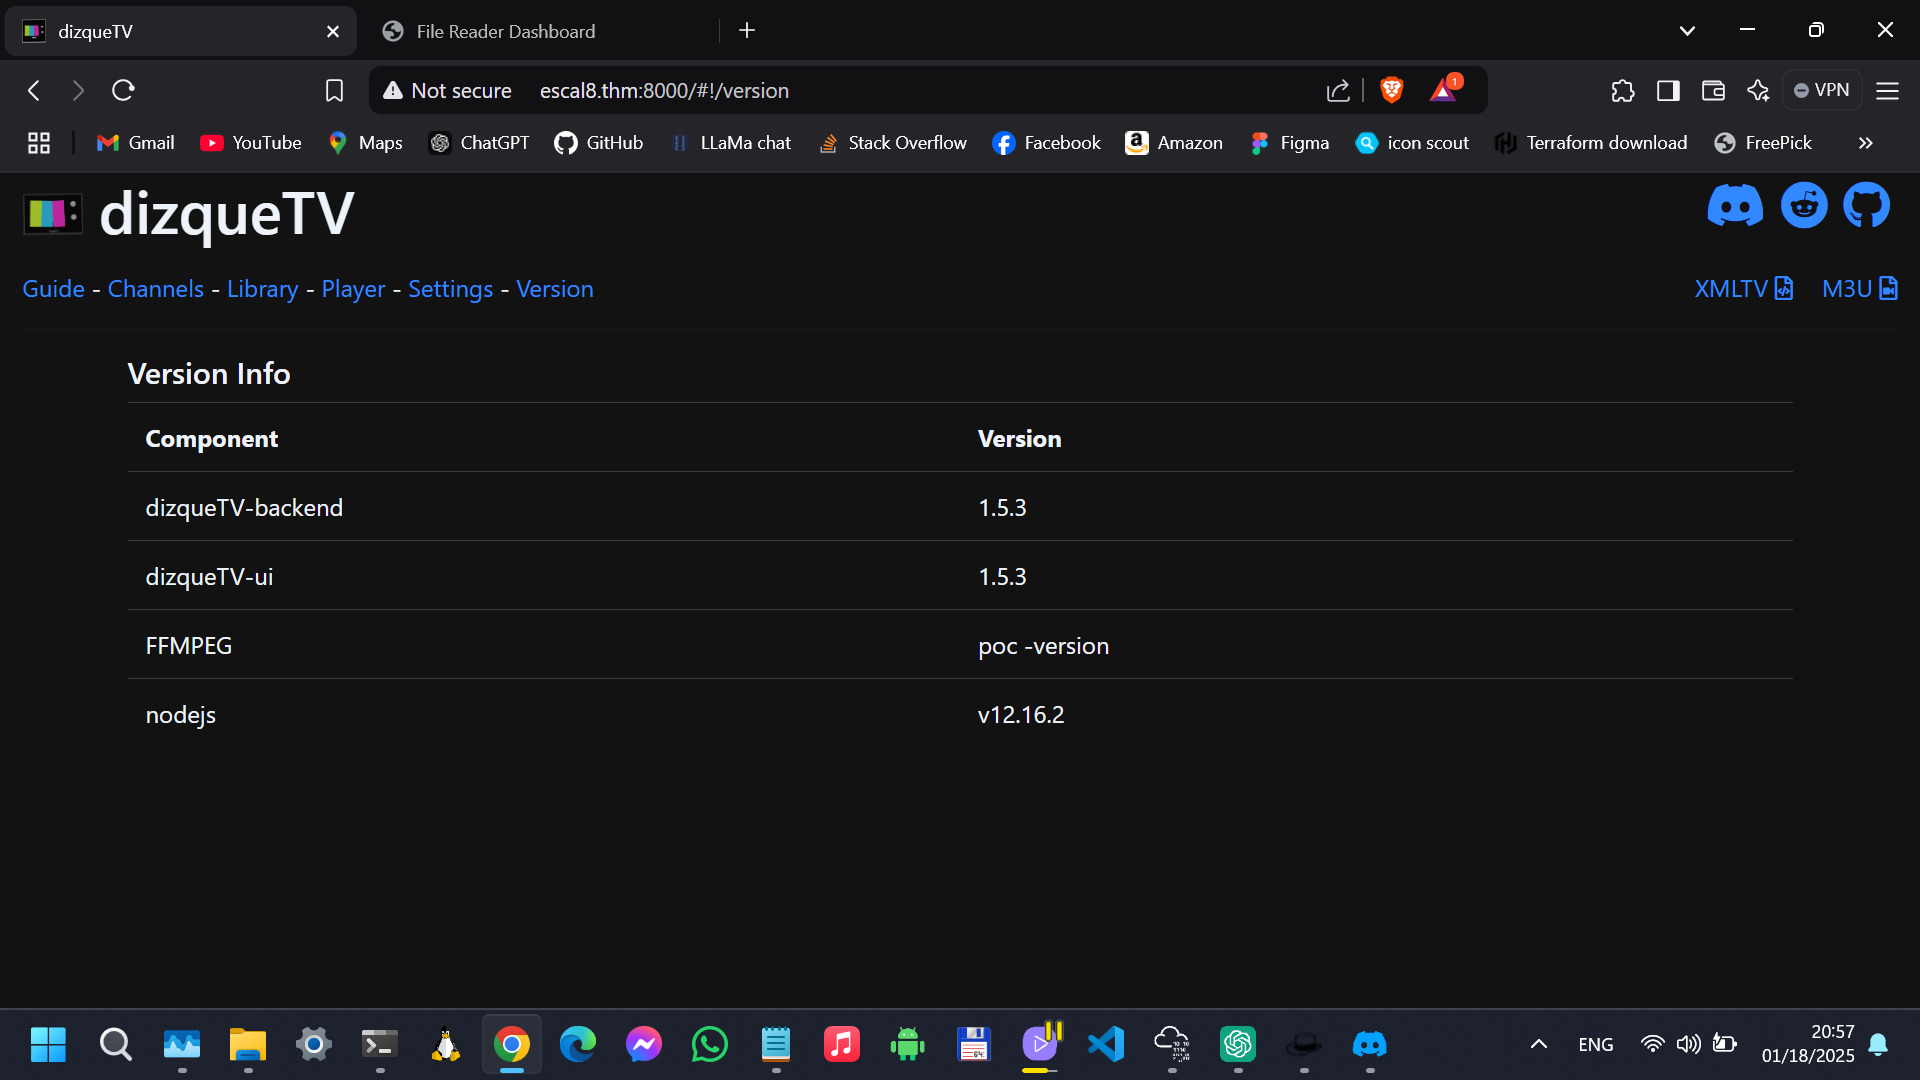 dizqueTV
File Reader Dashboard
Not secure escal8.thm:8000/#!/version
1
VPN
Gmail YouTube Maps ChatGPT GitHub LLaMa chat Stack Overflow Facebook Amazon Figma icon scout Terraform download FreePick
dizqueTV
Guide - Channels - Library - Player - Settings - Version
XMLTV M3U
Version Info
Component Version
dizqueTV-backend 1.5.3
dizqueTV-ui 1.5.3
FFMPEG poc -version
nodejs v12.16.2
ENG
20:57
01/18/2025